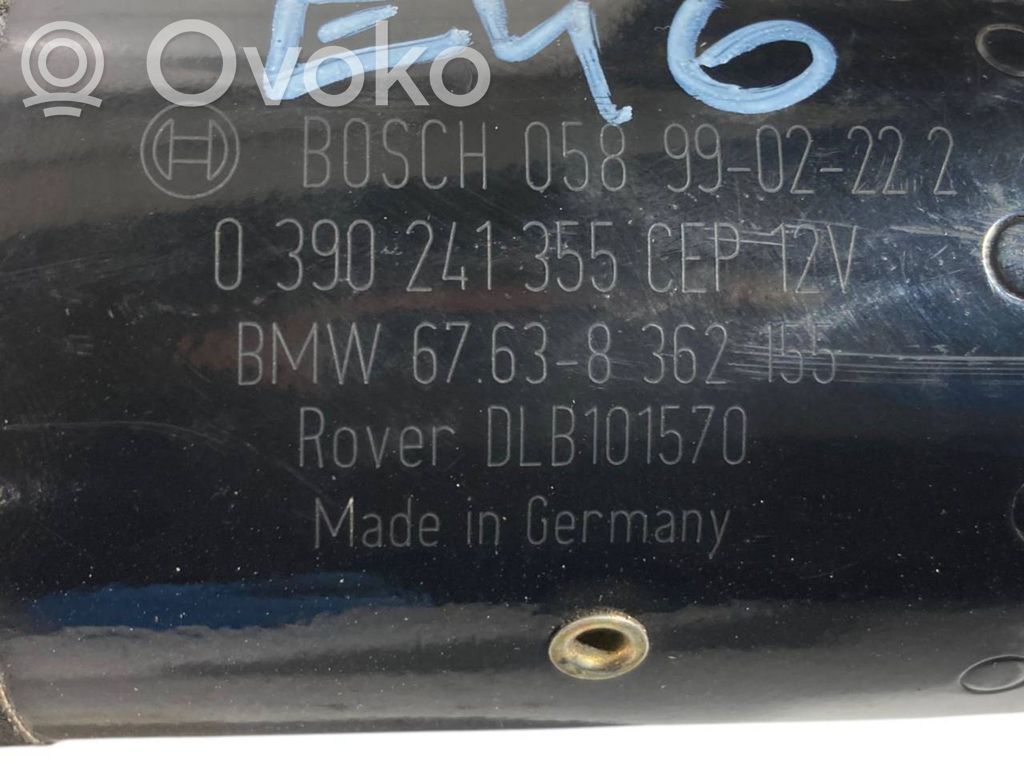 E46
Ovoko
BOSCH 058 99-02-22 2
0 390 241 355 CEP 12V
BMW 67.63-8 362 155
Rover DLB101570
Made in Germany